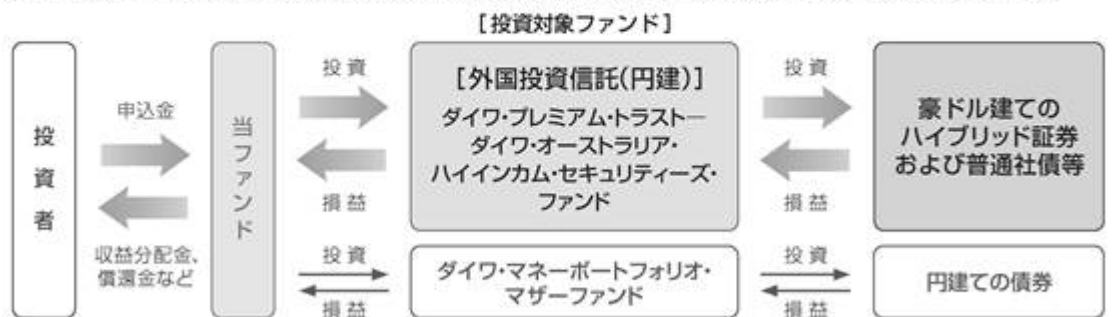 [投資対象ファンド]
投資者
申込金
収益分配金、
償還金など
当ファンド
投資
損益
[外国投資信託(円建)]
ダイワ・プレミアム・トラスト―
ダイワ・オーストラリア・
ハイインカム・セキュリティーズ・
ファンド
投資
損益
豪ドル建ての
ハイブリッド証券
および普通社債等
投資
損益
ダイワ・マネーポートフォリオ・
マザーファンド
投資
損益
円建ての債券